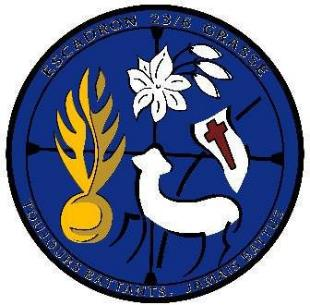 ESCADRON 23/6 GRASSE
TOUJOURS BATTANTS, JAMAIS BATTUS